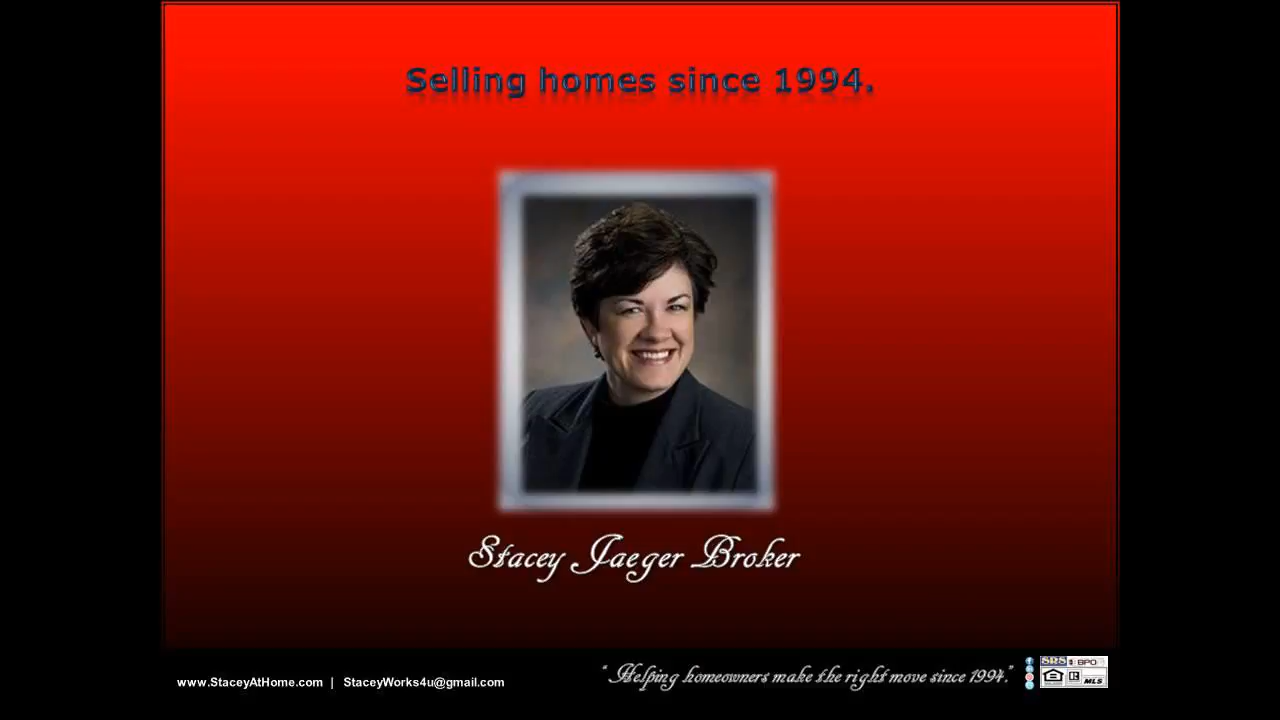 Selling homes since 1994.
Stacey Jaeger Broker
www.StaceyAtHome.com | StaceyWorks4u@gmail.com
“ Helping homeowners make the right move since 1994.”
SRS BPO
R MLS